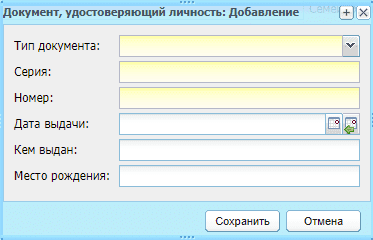 Документ, удостоверяющий личность: Добавление
Тип документа:
Серия:
Номер:
Дата выдачи:
Кем выдан:
Место рождения:
Сохранить Отмена